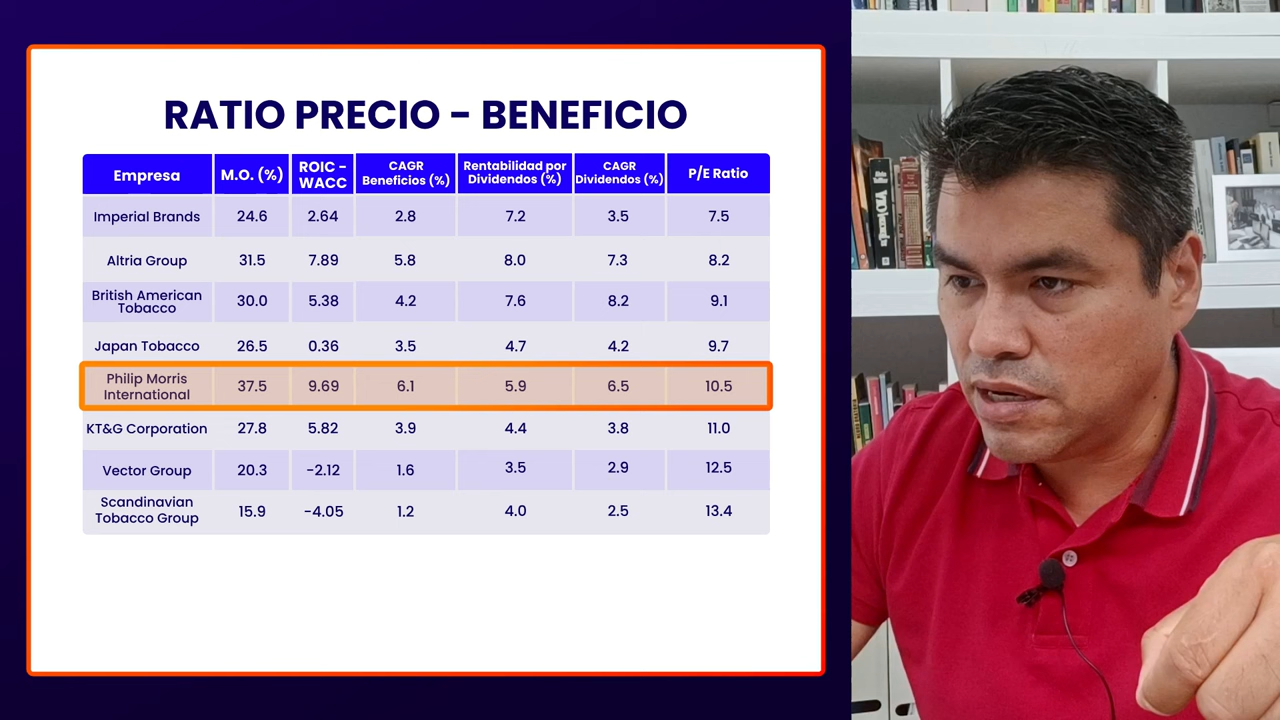 RATIO PRECIO - BENEFICIO
Empresa M.O. (%) ROIC - WACC CAGR Beneficios (%) Rentabilidad por Dividendos (%) CAGR Dividendos (%) P/E Ratio
Imperial Brands 24.6 2.64 2.8 7.2 3.5 7.5
Altria Group 31.5 7.89 5.8 8.0 7.3 8.2
British American Tobacco 30.0 5.38 4.2 7.6 8.2 9.1
Japan Tobacco 26.5 0.36 3.5 4.7 4.2 9.7
Philip Morris International 37.5 9.69 6.1 5.9 6.5 10.5
KT&G Corporation 27.8 5.82 3.9 4.4 3.8 11.0
Vector Group 20.3 -2.12 1.6 3.5 2.9 12.5
Scandinavian Tobacco Group 15.9 -4.05 1.2 4.0 2.5 13.4